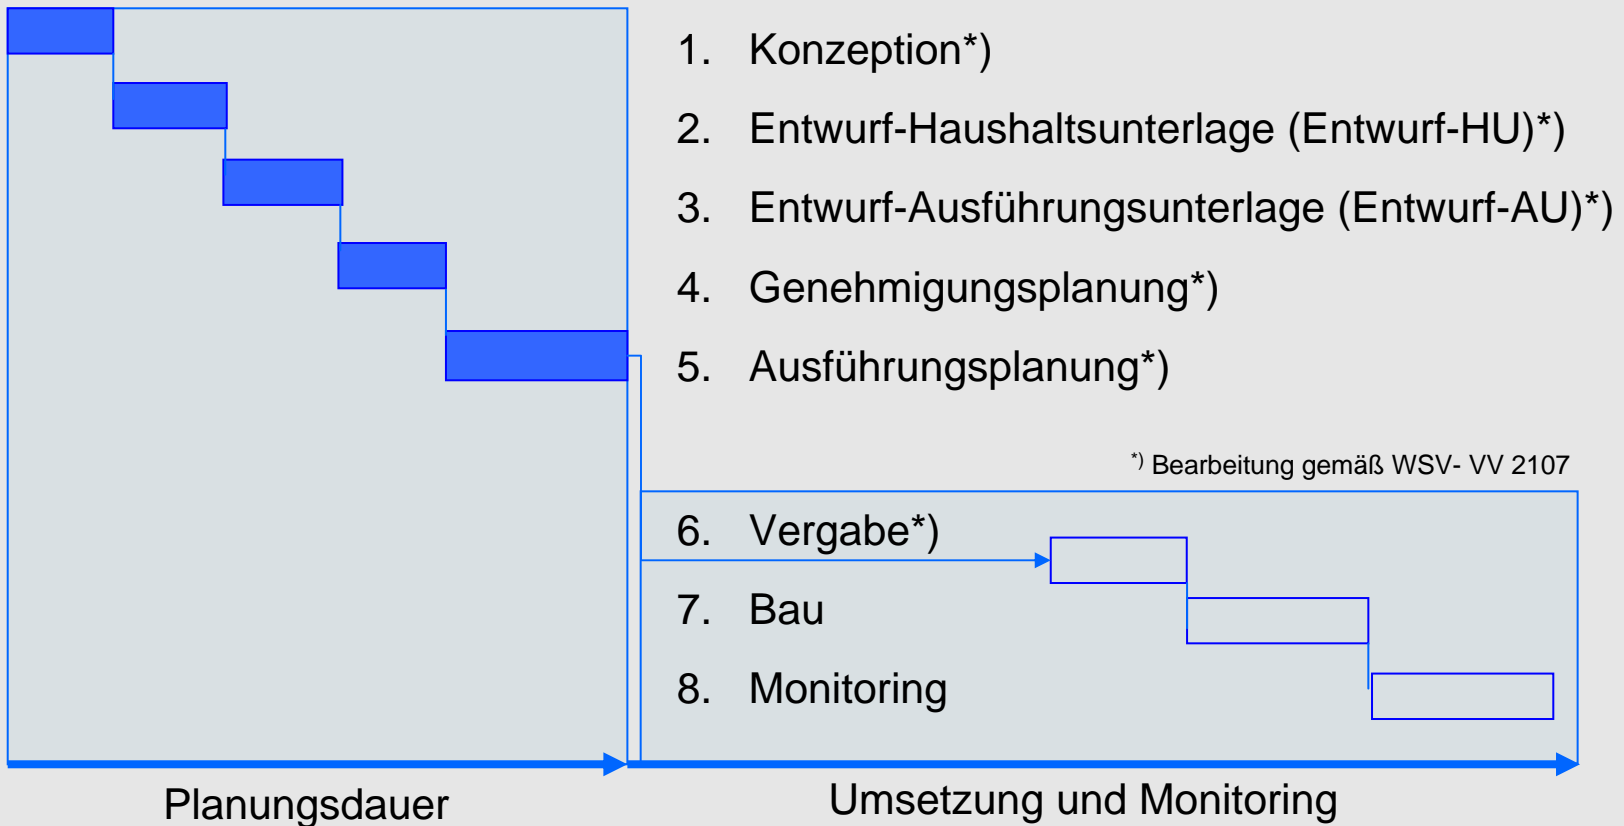 1. Konzeption*)
2. Entwurf-Haushaltsunterlage (Entwurf-HU)*)
3. Entwurf-Ausführungsunterlage (Entwurf-AU)*)
4. Genehmigungsplanung*)
5. Ausführungsplanung*)
*) Bearbeitung gemäß WSV- VV 2107
6. Vergabe*)
7. Bau
8. Monitoring
Planungsdauer
Umsetzung und Monitoring